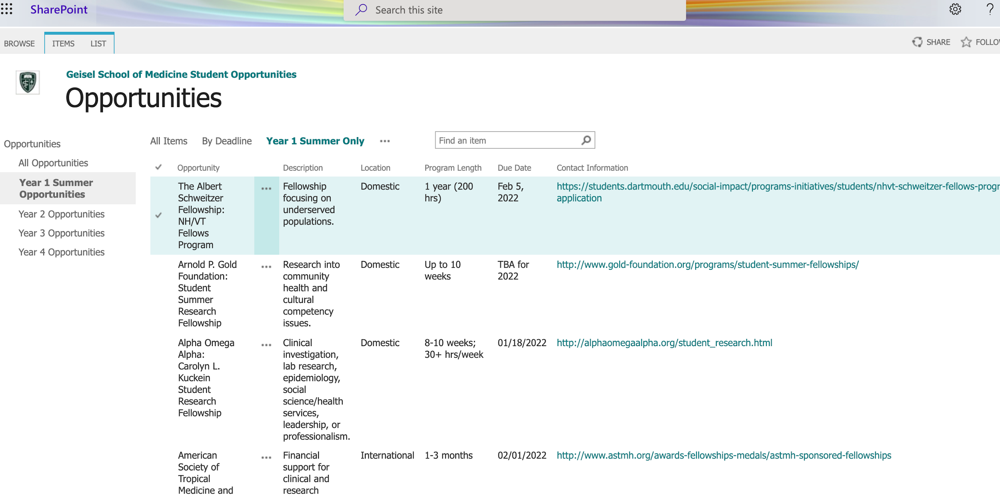 SharePoint
Search this site
?
BROWSE
ITEMS
LIST
SHARE
FOLLOW
Geisel School of Medicine Student Opportunities
Opportunities
Opportunities
All Opportunities
Year 1 Summer
Opportunities
Year 2 Opportunities
Year 3 Opportunities
Year 4 Opportunities
All Items
By Deadline
Year 1 Summer Only
Find an item
Opportunity
Description
Location
Program Length
Due Date
Contact Information
The Albert
Schweitzer
Fellowship:
NH/VT
Fellows
Program
Fellowship
focusing on
underserved
populations.
Domestic
1 year (200
hrs)
Feb 5,
2022
https://students.dartmouth.edu/social-impact/programs-initiatives/students/nhvt-schweitzer-fellows-progr
application
Arnold P. Gold
Foundation:
Student
Summer
Research
Fellowship
Research into
community
health and
cultural
competency
issues.
Domestic
Up to 10
weeks
TBA for
2022
http://www.gold-foundation.org/programs/student-summer-fellowships/
Alpha Omega
Alpha:
Carolyn L.
Kuckein
Student
Research
Fellowship
Clinical
investigation,
lab research,
epidemiology,
social
science/health
services,
leadership, or
professionalism.
Domestic
8-10 weeks;
30+ hrs/week
01/18/2022
http://alphaomegaalpha.org/student_research.html
American
Society of
Tropical
Medicine and
Financial
support for
clinical and
research
International
1-3 months
02/01/2022
http://www.astmh.org/awards-fellowships-medals/astmh-sponsored-fellowships